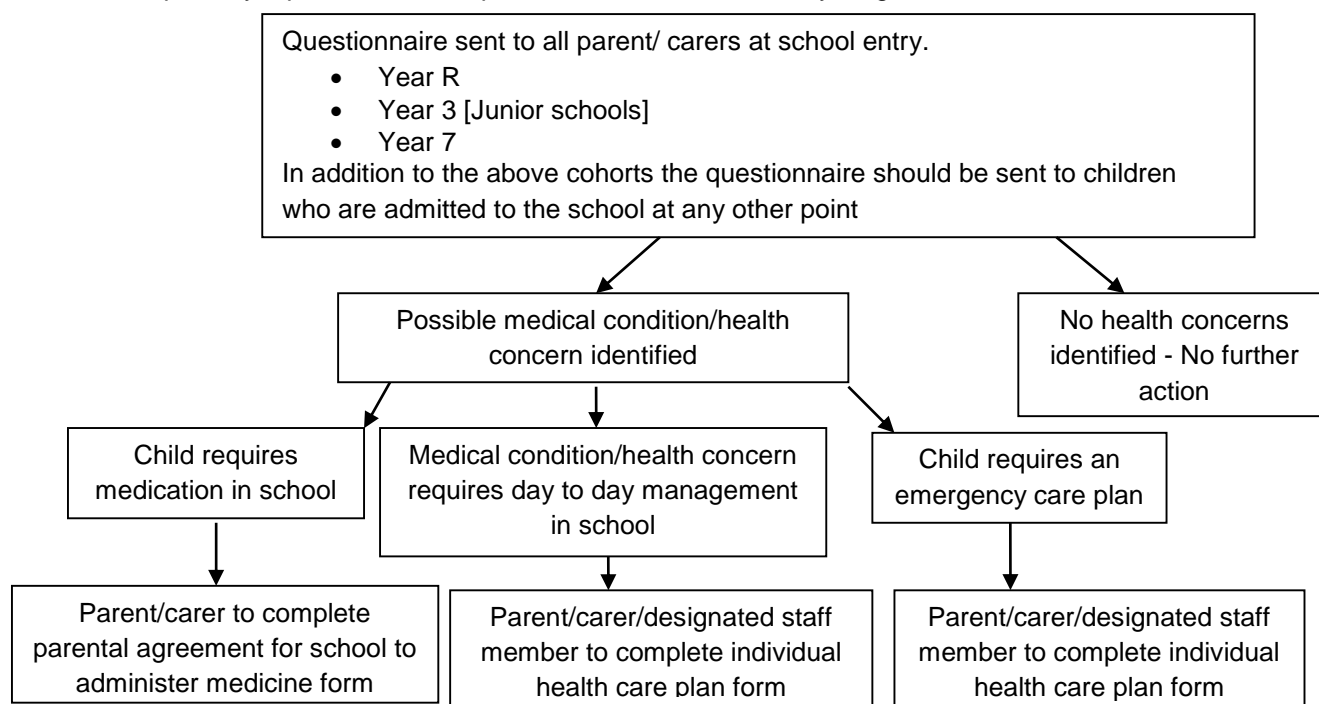 Questionnaire sent to all parent/ carers at school entry.
• Year R
• Year 3 [Junior schools]
• Year 7
In addition to the above cohorts the questionnaire should be sent to children
who are admitted to the school at any other point
Possible medical condition/health
concern identified
No health concerns
identified - No further
action
Child requires
medication in school
Medical condition/health concern
requires day to day management
in school
Child requires an
emergency care plan
Parent/carer to complete
parental agreement for school to
administer medicine form
Parent/carer/designated staff
member to complete individual
health care plan form
Parent/carer/designated staff
member to complete individual
health care plan form